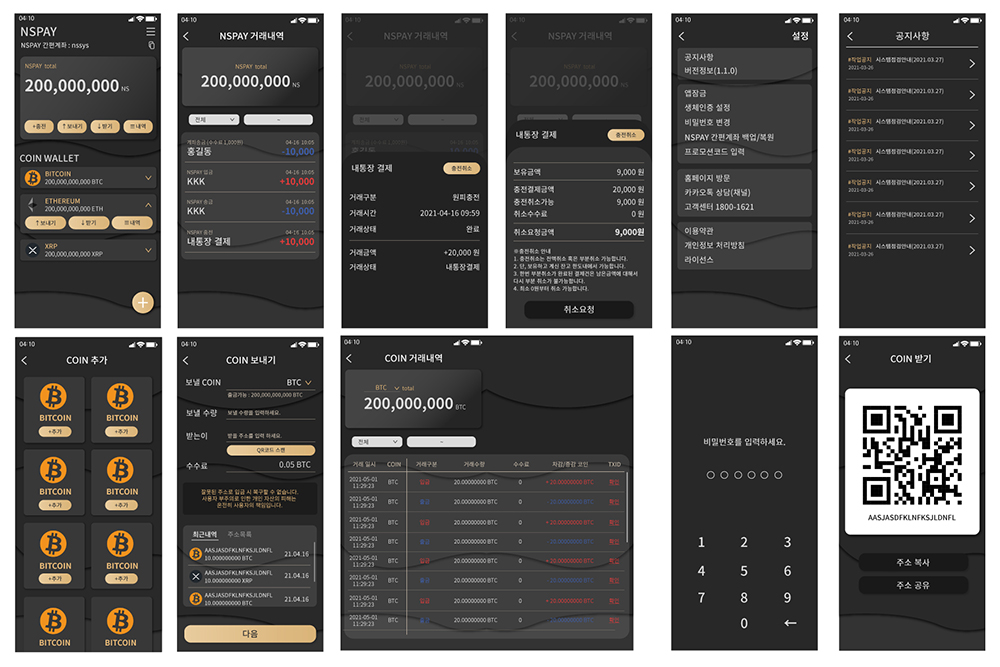 04:10
NSPAY
NSPAY 간편계좌 : nssys
NSPAY total
200,000,000 NS
+충전 ↑보내기 ↓받기 ≡내역
COIN WALLET
BITCOIN
200,000,000,000 BTC
ETHEREUM
200,000,000,000 ETH
↑보내기 ↓받기 ≡내역
XRP
200,000,000,000 XRP
+
04:10
NSPAY 거래내역
NSPAY total
200,000,000 NS
전체 ~
계좌송금 (수수료 1,000원) 04-16 10:05
홍길동 -10,000
NSPAY 입금 04-16 10:05
KKK +10,000
NSPAY 송금 04-16 10:05
KKK -10,000
NSPAY 충전 04-16 10:05
내통장 결제 +10,000
04:10
NSPAY 거래내역
NSPAY total
200,000,000 NS
전체 ~
내통장 결제 충전취소
거래구분 원피충전
거래시간 2021-04-16 09:59
거래상태 완료
거래금액 +20,000 원
거래상태 내통장결제
04:10
NSPAY 거래내역
NSPAY total
200,000,000 NS
내통장 결제 충전취소
보유금액 9,000 원
충전결제금액 20,000 원
충전취소가능 9,000 원
취소수수료 0 원
취소요청금액 9,000원
※충전취소 안내
1. 충전취소는 전액취소 혹은 부분취소 가능합니다.
2. 단, 보유하고 계신 잔고 한도내에서 가능합니다.
3. 한번 부분취소가 완료된 결제건은 남은금액에 대해서
다시 부분 취소가 불가능합니다.
4. 최소 0원부터 취소 가능합니다.
취소요청
04:10
설정
공지사항
버전정보(1.1.0)
앱잠금
생체인증 설정
비밀번호 변경
NSPAY 간편계좌 백업/복원
프로모션코드 입력
홈페이지 방문
카카오톡 상담(채널)
고객센터 1800-1621
이용약관
개인정보 처리방침
라이선스
04:10
공지사항
#작업공지 시스템점검안내(2021.03.27)
2021-03-26
#작업공지 시스템점검안내(2021.03.27)
2021-03-26
#작업공지 시스템점검안내(2021.03.27)
2021-03-26
#작업공지 시스템점검안내(2021.03.27)
2021-03-26
#작업공지 시스템점검안내(2021.03.27)
2021-03-26
#작업공지 시스템점검안내(2021.03.27)
2021-03-26
#작업공지 시스템점검안내(2021.03.27)
2021-03-26
04:10
COIN 추가
BITCOIN BITCOIN
+추가 +추가
BITCOIN BITCOIN
+추가 +추가
BITCOIN BITCOIN
+추가 +추가
BITCOIN BITCOIN
04:10
COIN 보내기
보낼 COIN BTC
출금가능 : 200,000,000,000 BTC
보낼 수량 보낼 수량을 입력하세요.
받는이 받을 주소를 입력 하세요.
QR코드 스캔
수수료 0.05 BTC
잘못된 주소로 입금 시 복구할 수 없습니다.
사용자 부주의로 인한 개인 자산의 피해는
온전히 사용자의 책임입니다.
최근내역 주소목록
AASJASDFKLNFKSJLDNFL
10.000000000 BTC 21.04.16
AASJASDFKLNFKSJLDNFL
10.000000000 XRP 21.04.16
AASJASDFKLNFKSJLDNFL
10.000000000 BTC 21.04.16
다음
04:10
COIN 거래내역
BTC total
200,000,000 BTC
전체 ~
거래 일시 COIN 거래구분 거래수량 수수료 차감/증감 코인 TXID
2021-05-01
11:29:23 BTC 입금 20.00000000 BTC 0 + 20.00000000 BTC 확인
2021-05-01
11:29:23 BTC 출금 20.00000000 BTC 0 - 20.00000000 BTC 확인
2021-05-01
11:29:23 BTC 입금 20.00000000 BTC 0 + 20.00000000 BTC 확인
2021-05-01
11:29:23 BTC 출금 20.00000000 BTC 0 - 20.00000000 BTC 확인
2021-05-01
11:29:23 BTC 입금 20.00000000 BTC 0 + 20.00000000 BTC 확인
2021-05-01
11:29:23 BTC 출금 20.00000000 BTC 0 - 20.00000000 BTC 확인
2021-05-01
11:29:23 BTC 입금 20.00000000 BTC 0 + 20.00000000 BTC 확인
2021-05-01
11:29:23 BTC 출금 20.00000000 BTC 0 - 20.00000000 BTC 확인
04:10
비밀번호를 입력하세요.
1 2 3
4 5 6
7 8 9
0 ←
04:10
COIN 받기
AASJASDFKLNFKSJLDNFL
주소 복사
주소 공유